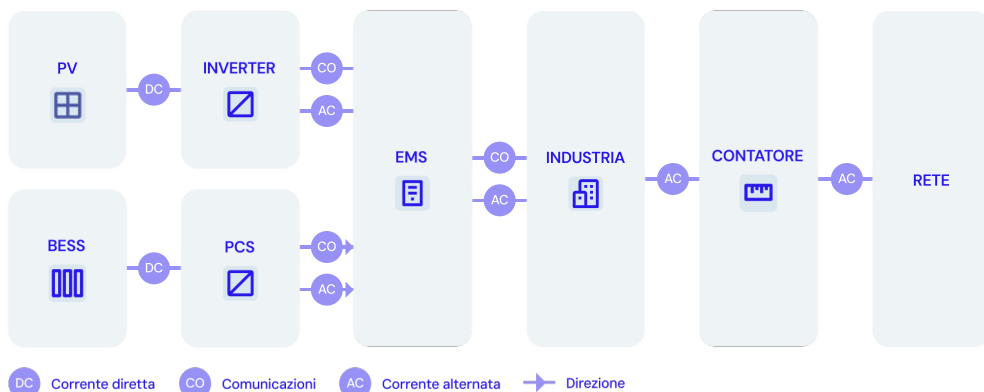 PV
DC
INVERTER
CO
AC
EMS
CO
AC
INDUSTRIA
AC
CONTATORE
AC
RETE
BESS
DC
PCS
CO
AC
DC Corrente diretta CO Comunicazioni AC Corrente alternata Direzione